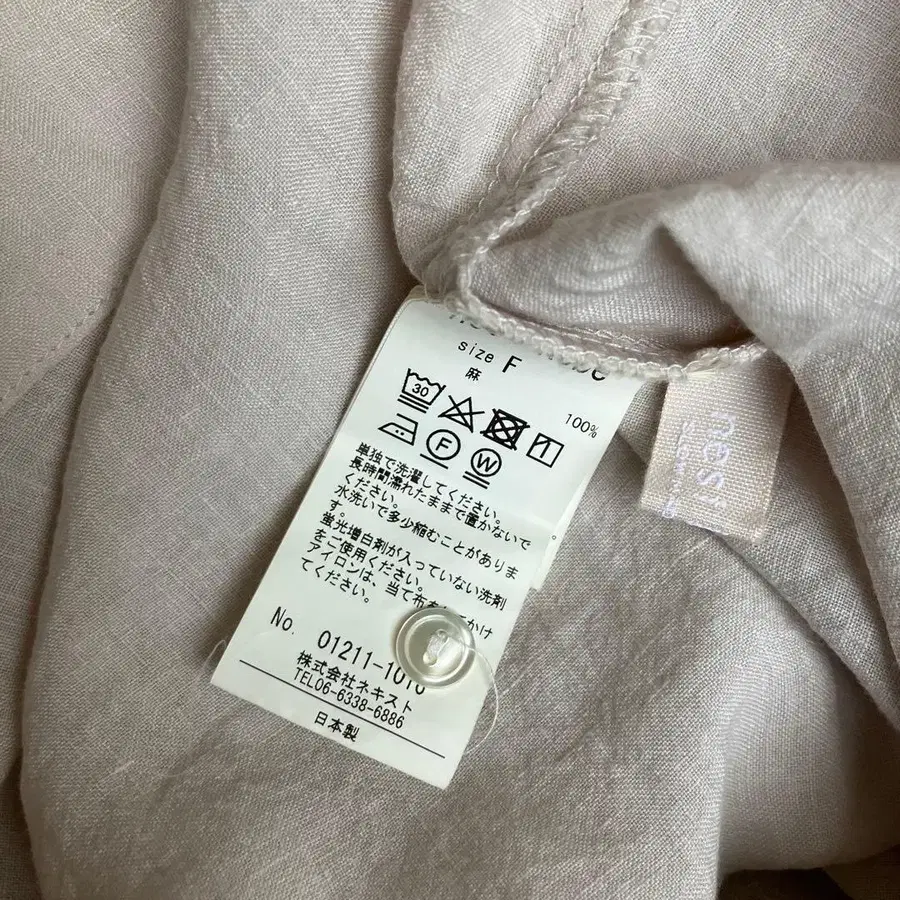 size F
麻 100%
30
F
W
単独で洗濯してください。
長時間濡れたままで置かないで
ください。
水洗いで多少縮むことがありま
す。
蛍光増白剤が入っていない洗剤
をご使用ください。
アイロンは、当て布を かけ
てください。
No. 01211-1010
株式会社ネキスト
TEL06-6338-6886
日本製
nest